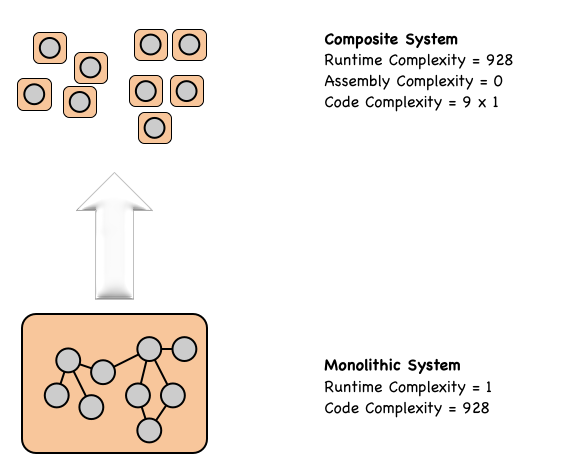 Composite System
Runtime Complexity = 928
Assembly Complexity = 0
Code Complexity = 9 x 1
Monolithic System
Runtime Complexity = 1
Code Complexity = 928